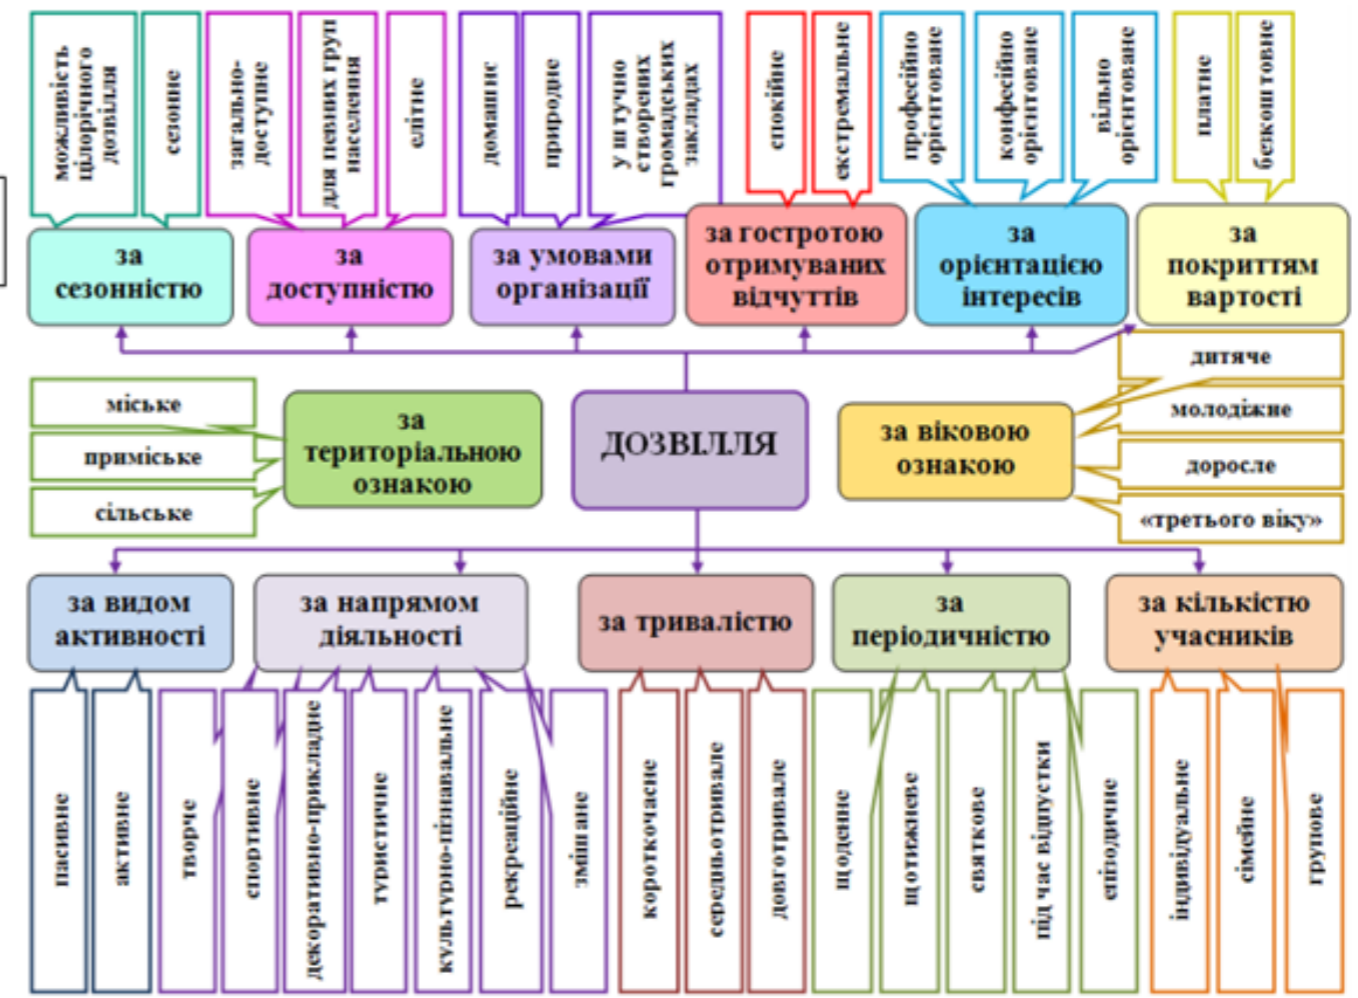 можливість
цілорічного
дозвілля
сезонне
загально-
доступне
для певних груп
населення
елітне
домашнє
природне
у штучно
створених
громадських
закладах
спокійне
екстремальне
професійно
орієнтоване
конфесійно
орієнтоване
вільно
орієнтоване
платне
безкоштовне
за
сезонністю
за
доступністю
за умовами
організації
за гостротою
отримуваних
відчуттів
за
орієнтацією
інтересів
за
покриттям
вартості
міське
приміське
сільське
за
територіальною
ознакою
ДОЗВІЛЛЯ
за віковою
ознакою
дитяче
молодіжне
доросле
«третього віку»
за видом
активності
за напрямом
діяльності
за тривалістю
за
періодичністю
за кількістю
учасників
пасивне
активне
творче
спортивне
декоративно-прикладне
туристичне
культурно-пізнавальне
рекреаційне
змішане
короткочасне
середньотривале
довготривале
щоденне
щотижневе
святкове
під час відпустки
епізодичне
індивідуальне
сімейне
групове